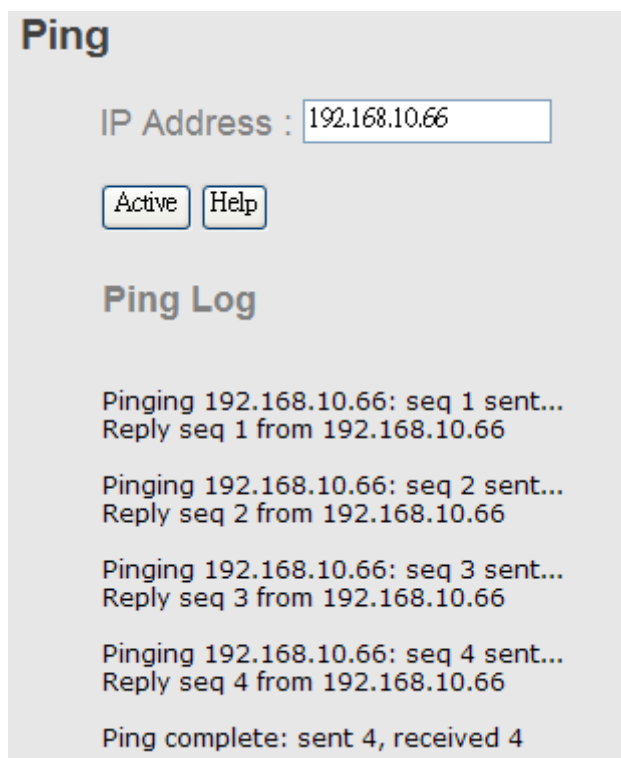 Ping
IP Address : 192.168.10.66
Active Help
Ping Log
Pinging 192.168.10.66: seq 1 sent...
Reply seq 1 from 192.168.10.66
Pinging 192.168.10.66: seq 2 sent...
Reply seq 2 from 192.168.10.66
Pinging 192.168.10.66: seq 3 sent...
Reply seq 3 from 192.168.10.66
Pinging 192.168.10.66: seq 4 sent...
Reply seq 4 from 192.168.10.66
Ping complete: sent 4, received 4